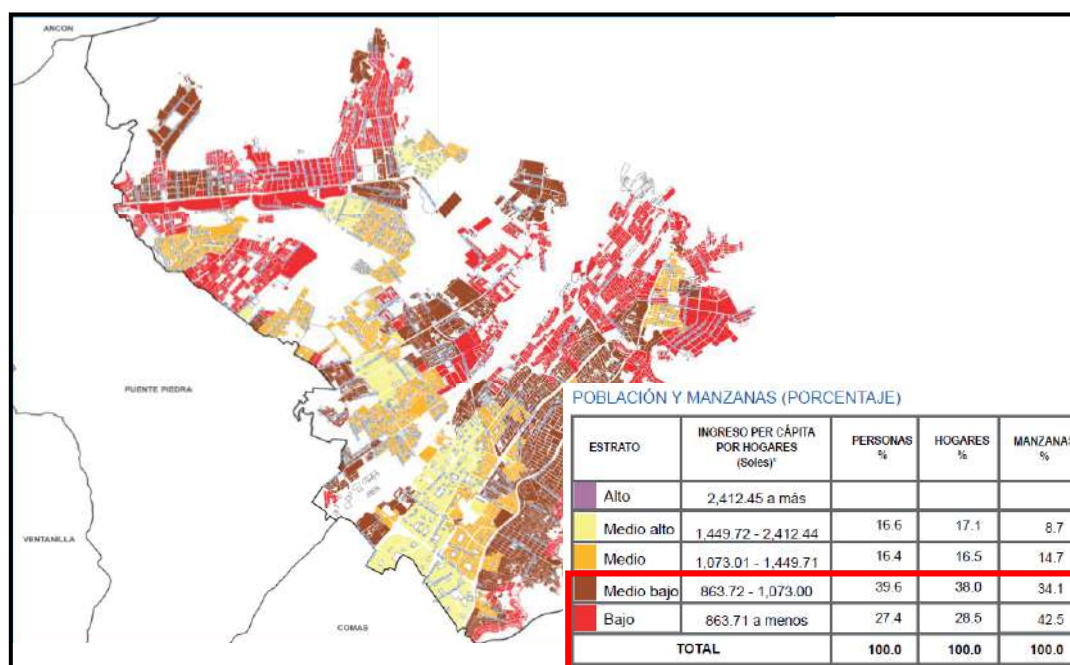 ANCON
PUENTE PIEDRA
VENTANILLA
COMAS
POBLACIÓN Y MANZANAS (PORCENTAJE)
ESTRATO INGRESO PER CÁPITA POR HOGARES (Soles)¹ PERSONAS % HOGARES % MANZANAS %
Alto 2,412.45 a más
Medio alto 1,449.72 - 2,412.44 16.6 17.1 8.7
Medio 1,073.01 - 1,449.71 16.4 16.5 14.7
Medio bajo 863.72 - 1,073.00 39.6 38.0 34.1
Bajo 863.71 a menos 27.4 28.5 42.5
TOTAL 100.0 100.0 100.0